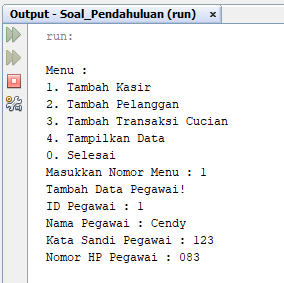 Output - Soal_Pendahuluan (run) ×
run:
Menu :
1. Tambah Kasir
2. Tambah Pelanggan
3. Tambah Transaksi Cucian
4. Tampilkan Data
0. Selesai
Masukkan Nomor Menu : 1
Tambah Data Pegawai!
ID Pegawai : 1
Nama Pegawai : Cendy
Kata Sandi Pegawai : 123
Nomor HP Pegawai : 083